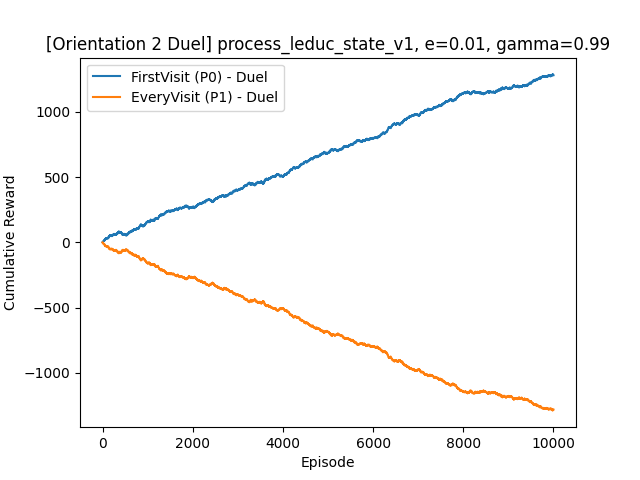 [Orientation 2 Duel] process_leduc_state_v1, e=0.01, gamma=0.99
FirstVisit (P0) - Duel
EveryVisit (P1) - Duel
Cumulative Reward
1000
500
0
−500
−1000
0
2000
4000
6000
8000
10000
Episode